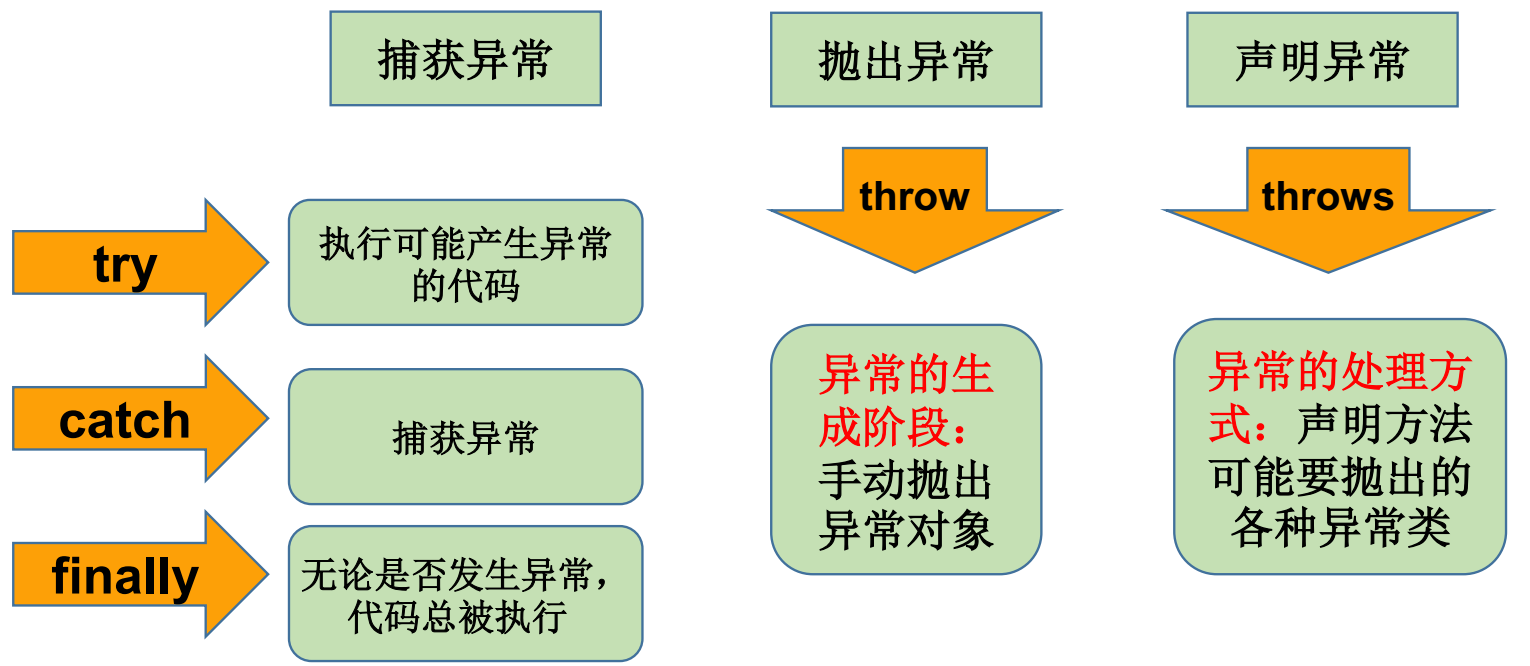 捕获异常
try
执行可能产生异常
的代码
catch
捕获异常
finally
无论是否发生异常，
代码总被执行
抛出异常
throw
异常的生
成阶段：
手动抛出
异常对象
声明异常
throws
异常的处理方
式：声明方法
可能要抛出的
各种异常类